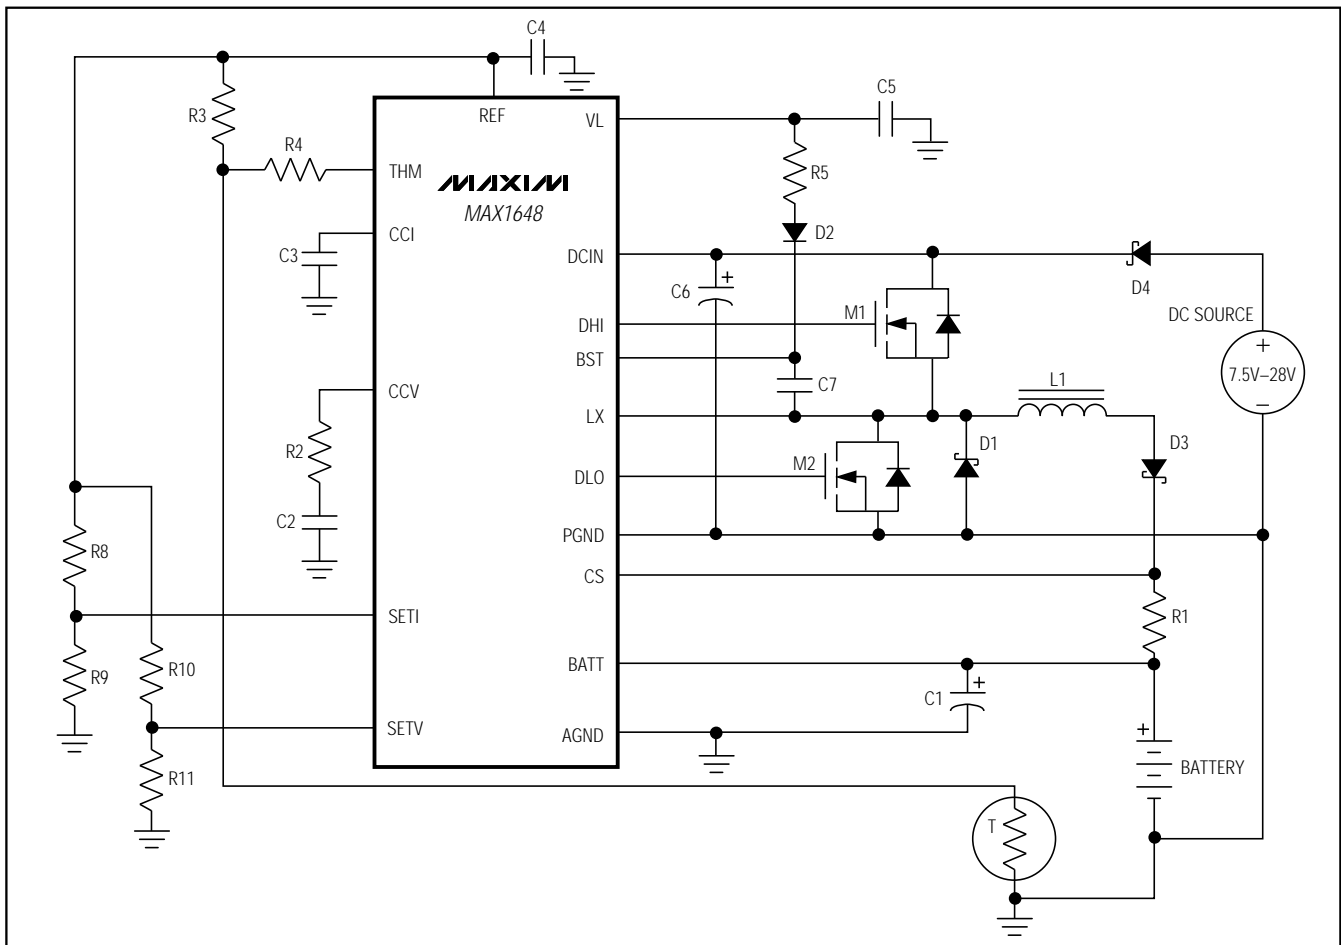 C4
R3
REF
VL
C5
R4
THM
MAXIM
MAX1648
R5
CCI
D2
C3
DCIN
+
D4
C6
M1
DC SOURCE
DHI
+
BST
7.5V–28V
CCV
C7
L1
–
LX
R2
M2
D1
D3
DLO
C2
PGND
R8
CS
SETI
R1
R9
R10
BATT
C1
+
SETV
AGND
+
R11
BATTERY
T